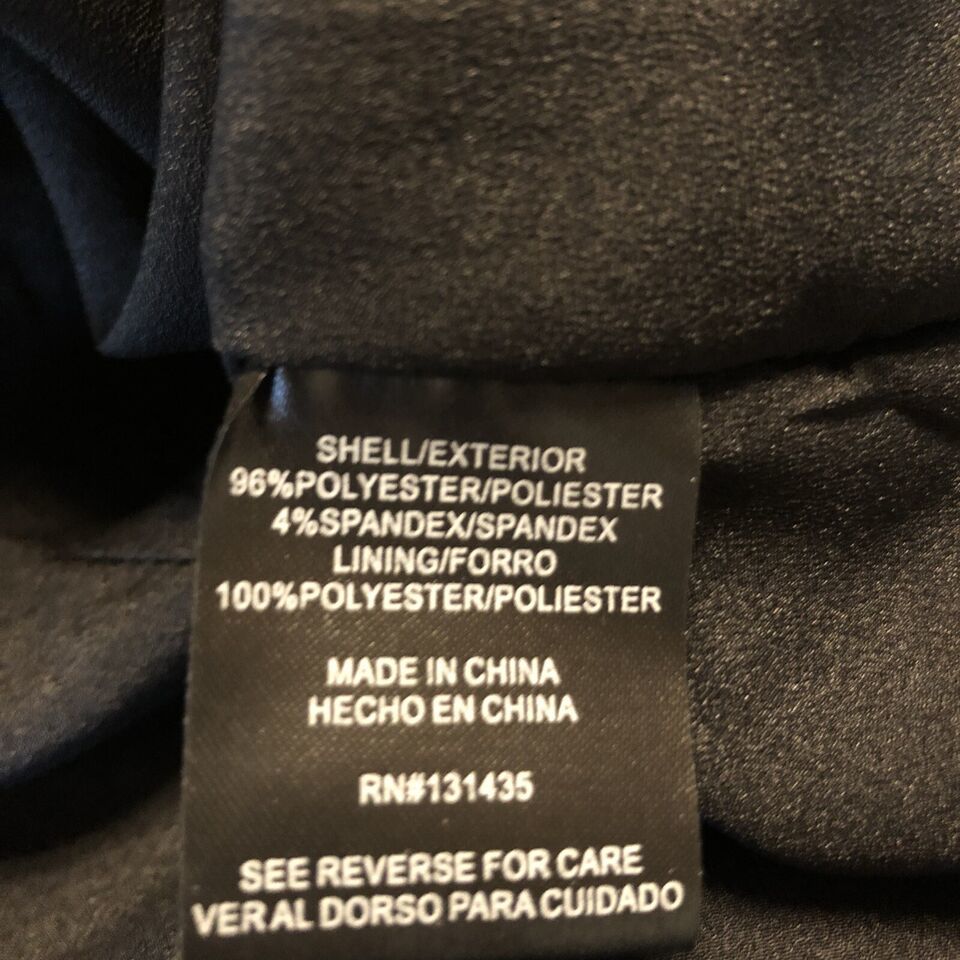 SHELL/EXTERIOR
96%POLYESTER/POLIESTER
4%SPANDEX/SPANDEX
LINING/FORRO
100%POLYESTER/POLIESTER
MADE IN CHINA
HECHO EN CHINA
RN#131435
SEE REVERSE FOR CARE
VER AL DORSO PARA CUIDADO